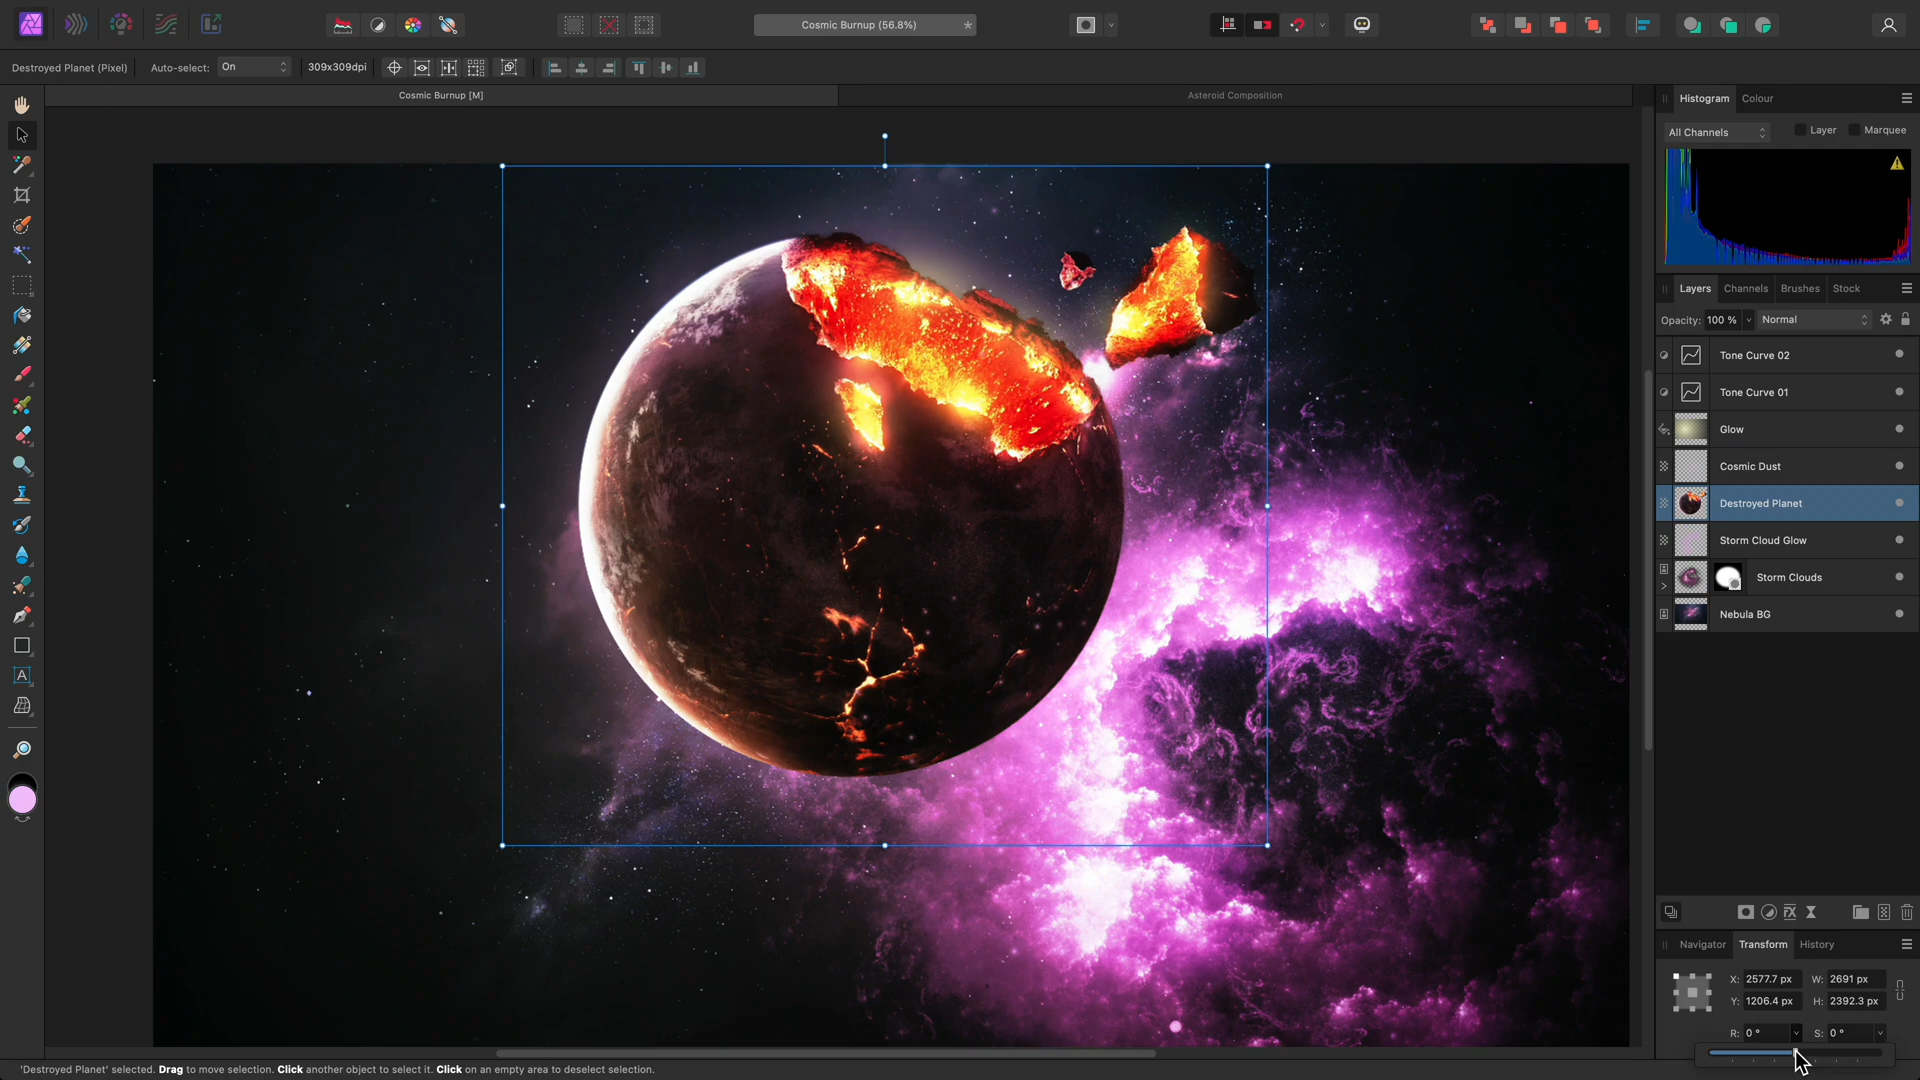 Cosmic Burnup (56.8%)
*
Destroyed Planet (Pixel)
Auto-select: On
309x309dpi
Cosmic Burnup [M]
Asteroid Composition
Histogram
Colour
All Channels
Layer
Marquee
Layers
Channels
Brushes
Stock
Opacity: 100 %
Normal
Tone Curve 02
Tone Curve 01
Glow
Cosmic Dust
Destroyed Planet
Storm Cloud Glow
Storm Clouds
Nebula BG
A
FX
Navigator
Transform
History
X: 2577.7 px
W: 2691 px
Y: 1206.4 px
H: 2392.3 px
R: 0 °
S: 0 °
'Destroyed Planet' selected. Drag to move selection. Click another object to select it. Click on an empty area to deselect selection.